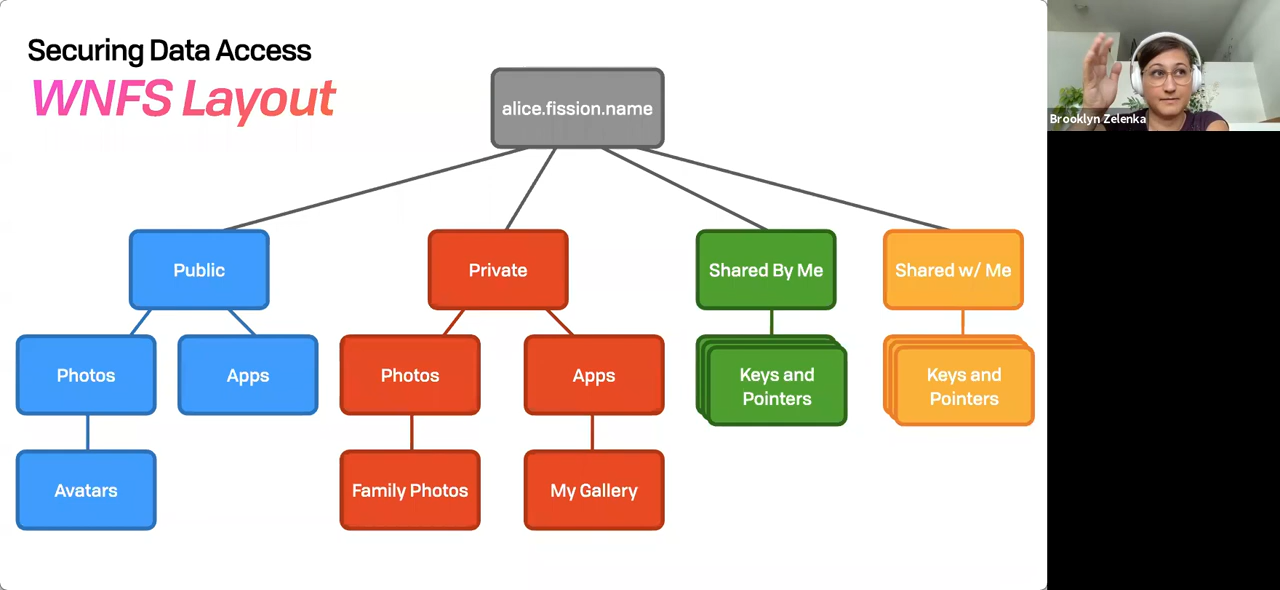 Securing Data Access
WNFS Layout
alice.fission.name
Brooklyn Zelenka
Public
Private
Shared By Me
Shared w/ Me
Photos
Apps
Photos
Apps
Keys and
Pointers
Keys and
Pointers
Avatars
Family Photos
My Gallery